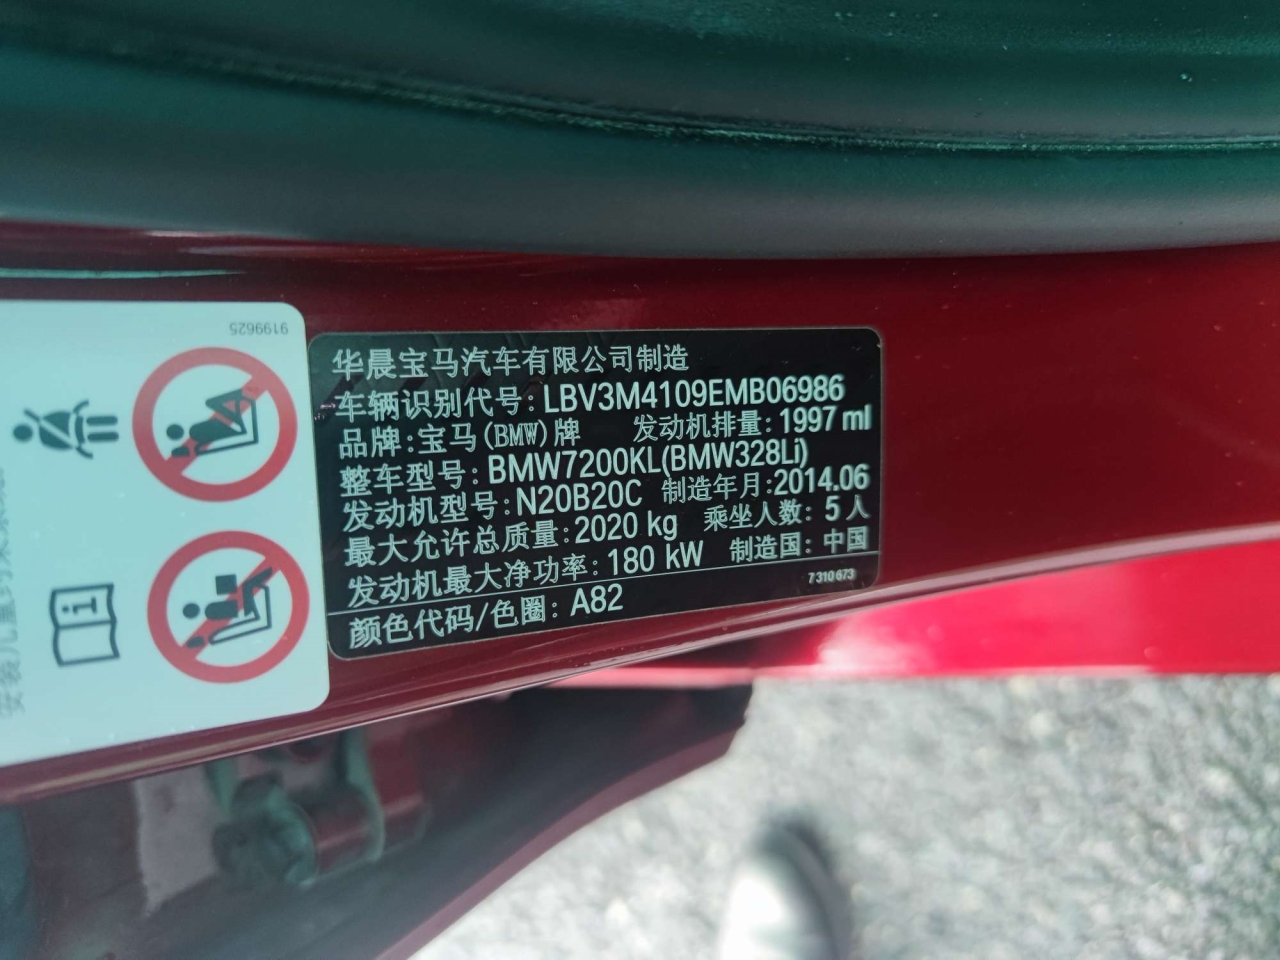 9199625
华晨宝马汽车有限公司制造
车辆识别代号: LBV3M4109EMB06986
品牌:宝马(BMW)牌 发动机排量: 1997 ml
整车型号: BMW7200KL(BMW328Li)
发动机型号: N20B20C 制造年月:2014.06
最大允许总质量: 2020 kg 乘坐人数: 5 人
发动机最大净功率: 180 kW 制造国: 中国
7 310 673
颜色代码/色圈: A82